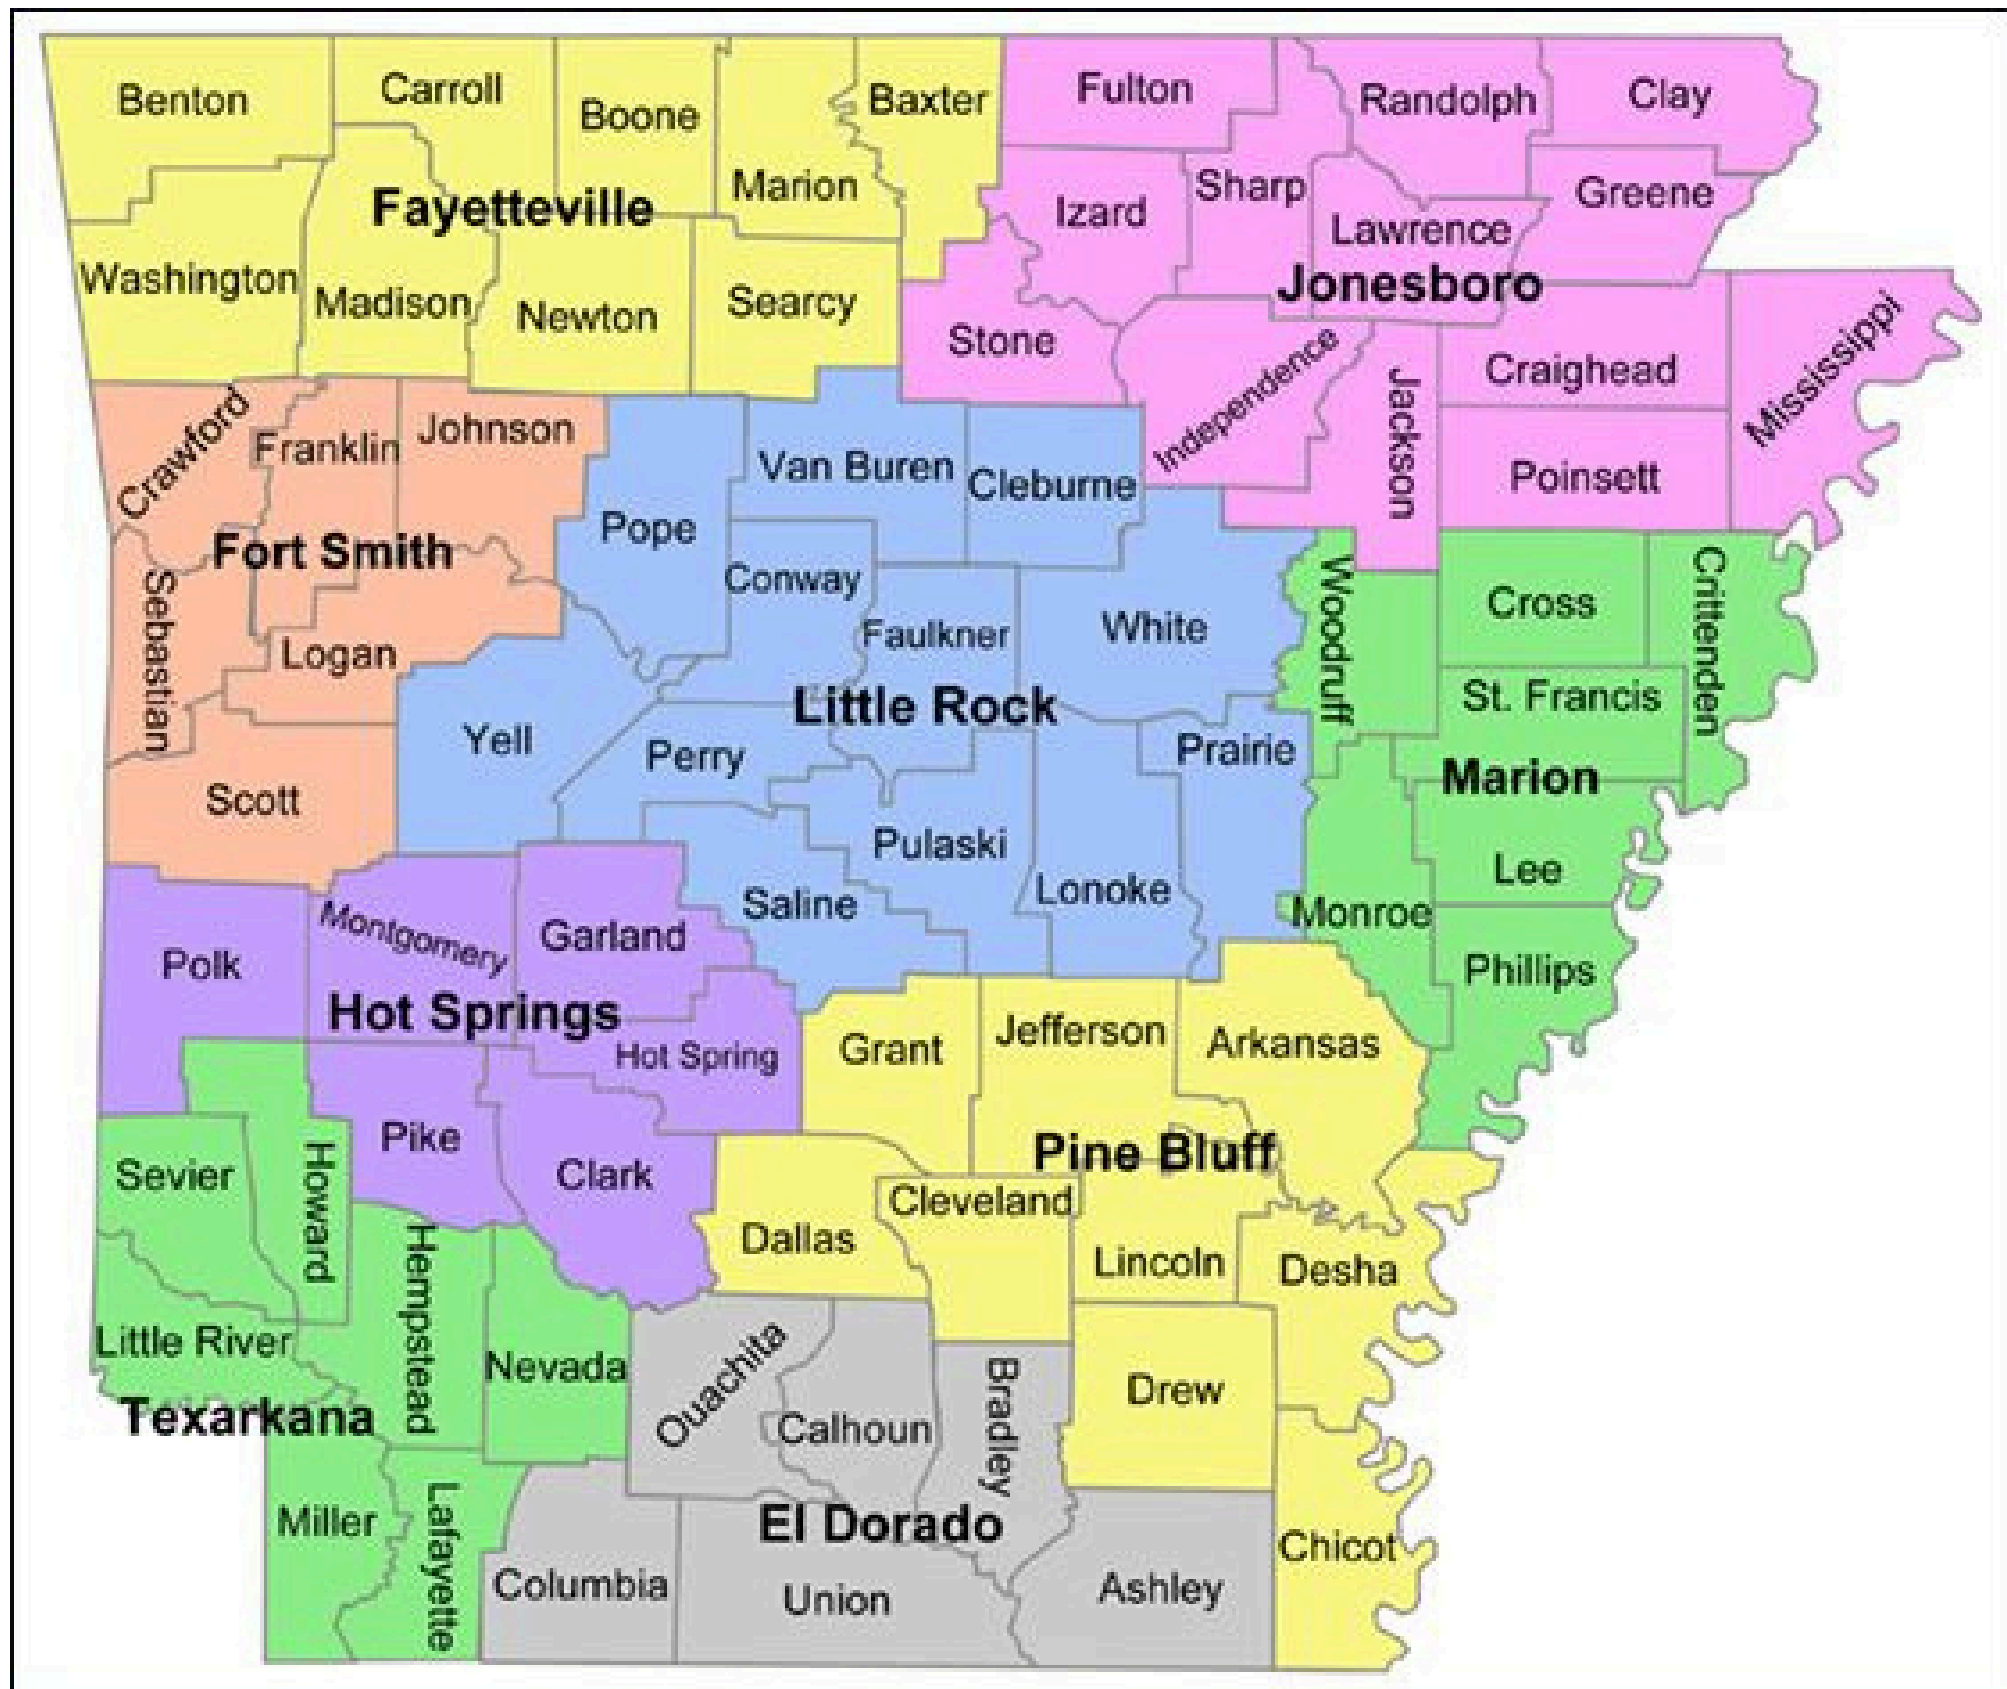 Benton
Carroll
Boone
Marion
Baxter
Fulton
Randolph
Clay
Sharp
Izard
Greene
Lawrence
Fayetteville
Washington
Madison
Newton
Searcy
Jonesboro
Stone
Independence
Jackson
Craighead
Mississippi
Poinsett
Crawford
Franklin
Johnson
Fort Smith
Sebastian
Logan
Scott
Pope
Van Buren
Cleburne
Conway
Faulkner
White
Little Rock
Yell
Perry
Prairie
Pulaski
Saline
Lonoke
Woodruff
Cross
Crittenden
St. Francis
Marion
Lee
Monroe
Phillips
Polk
Montgomery
Garland
Hot Springs
Hot Spring
Pike
Clark
Grant
Jefferson
Arkansas
Pine Bluff
Cleveland
Dallas
Lincoln
Desha
Drew
Chicot
Sevier
Howard
Hempstead
Little River
Nevada
Texarkana
Miller
Lafayette
Ouachita
Calhoun
Bradley
El Dorado
Columbia
Union
Ashley